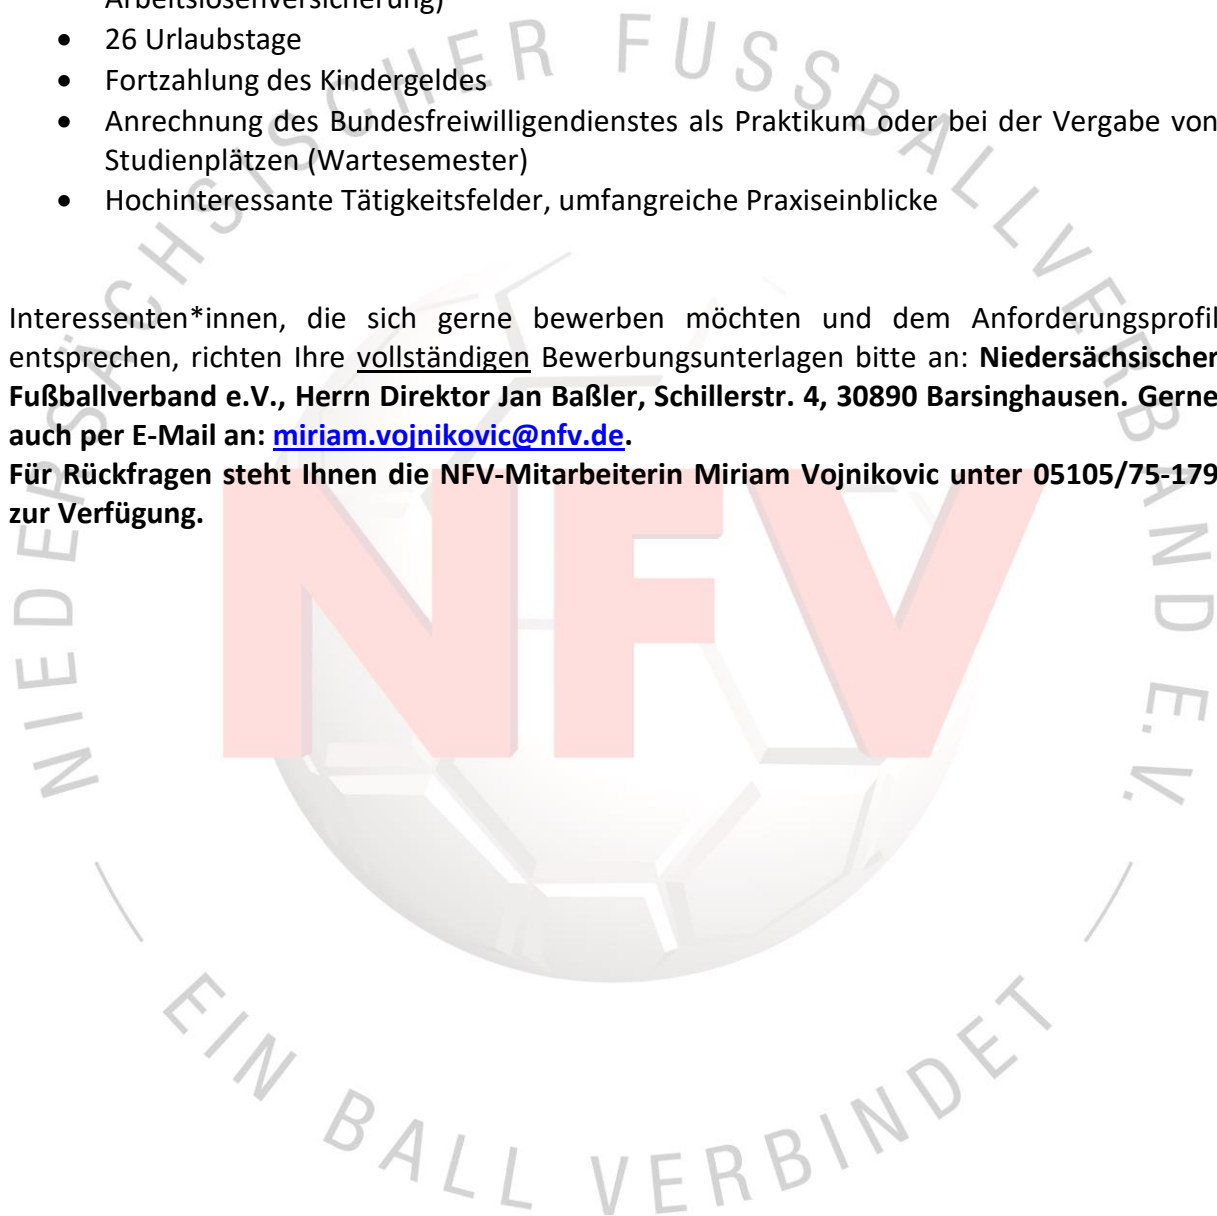 Arbeitslosenversicherung)
• 26 Urlaubstage
• Fortzahlung des Kindergeldes
• Anrechnung des Bundesfreiwilligendienstes als Praktikum oder bei der Vergabe von
Studienplätzen (Wartesemester)
• Hochinteressante Tätigkeitsfelder, umfangreiche Praxiseinblicke
Interessenten*innen, die sich gerne bewerben möchten und dem Anforderungsprofil
entsprechen, richten Ihre vollständigen Bewerbungsunterlagen bitte an: Niedersächsischer
Fußballverband e.V., Herrn Direktor Jan Baßler, Schillerstr. 4, 30890 Barsinghausen. Gerne
auch per E-Mail an: miriam.vojnikovic@nfv.de.
Für Rückfragen steht Ihnen die NFV-Mitarbeiterin Miriam Vojnikovic unter 05105/75-179
zur Verfügung.
NIEDERSÄCHSISCHER FUSSBALLVERBAND E.V.
NFV
EIN BALL VERBINDET